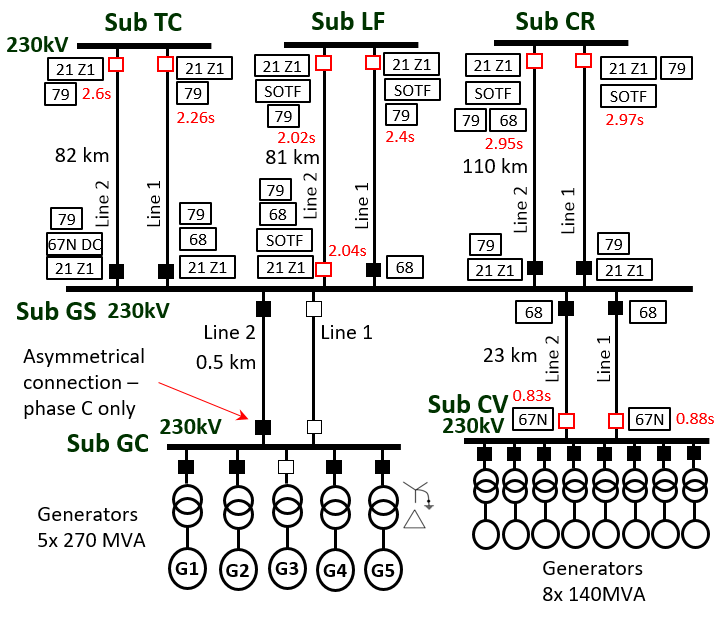 Sub TC
Sub LF
Sub CR
230kV
21 Z1
21 Z1
21 Z1
21 Z1
21 Z1
21 Z1
79
79
2.6s
79
SOTF
SOTF
SOTF
SOTF
2.26s
79
79
79
68
2.02s
2.4s
2.95s
2.97s
82 km
81 km
110 km
Line 2
Line 1
Line 2
Line 1
Line 2
Line 1
79
79
79
67N DC
68
68
SOTF
79
79
21 Z1
21 Z1
21 Z1
2.04s
68
21 Z1
21 Z1
Sub GS 230kV
Line 2
Line 1
0.5 km
68
68
23 km
Line 2
Line 1
Asymmetrical
connection –
phase C only
230kV
Sub GC
0.83s
Sub CV
230kV
67N
67N
0.88s
Generators
5x 270 MVA
G1
G2
G3
G4
G5
Generators
8x 140MVA